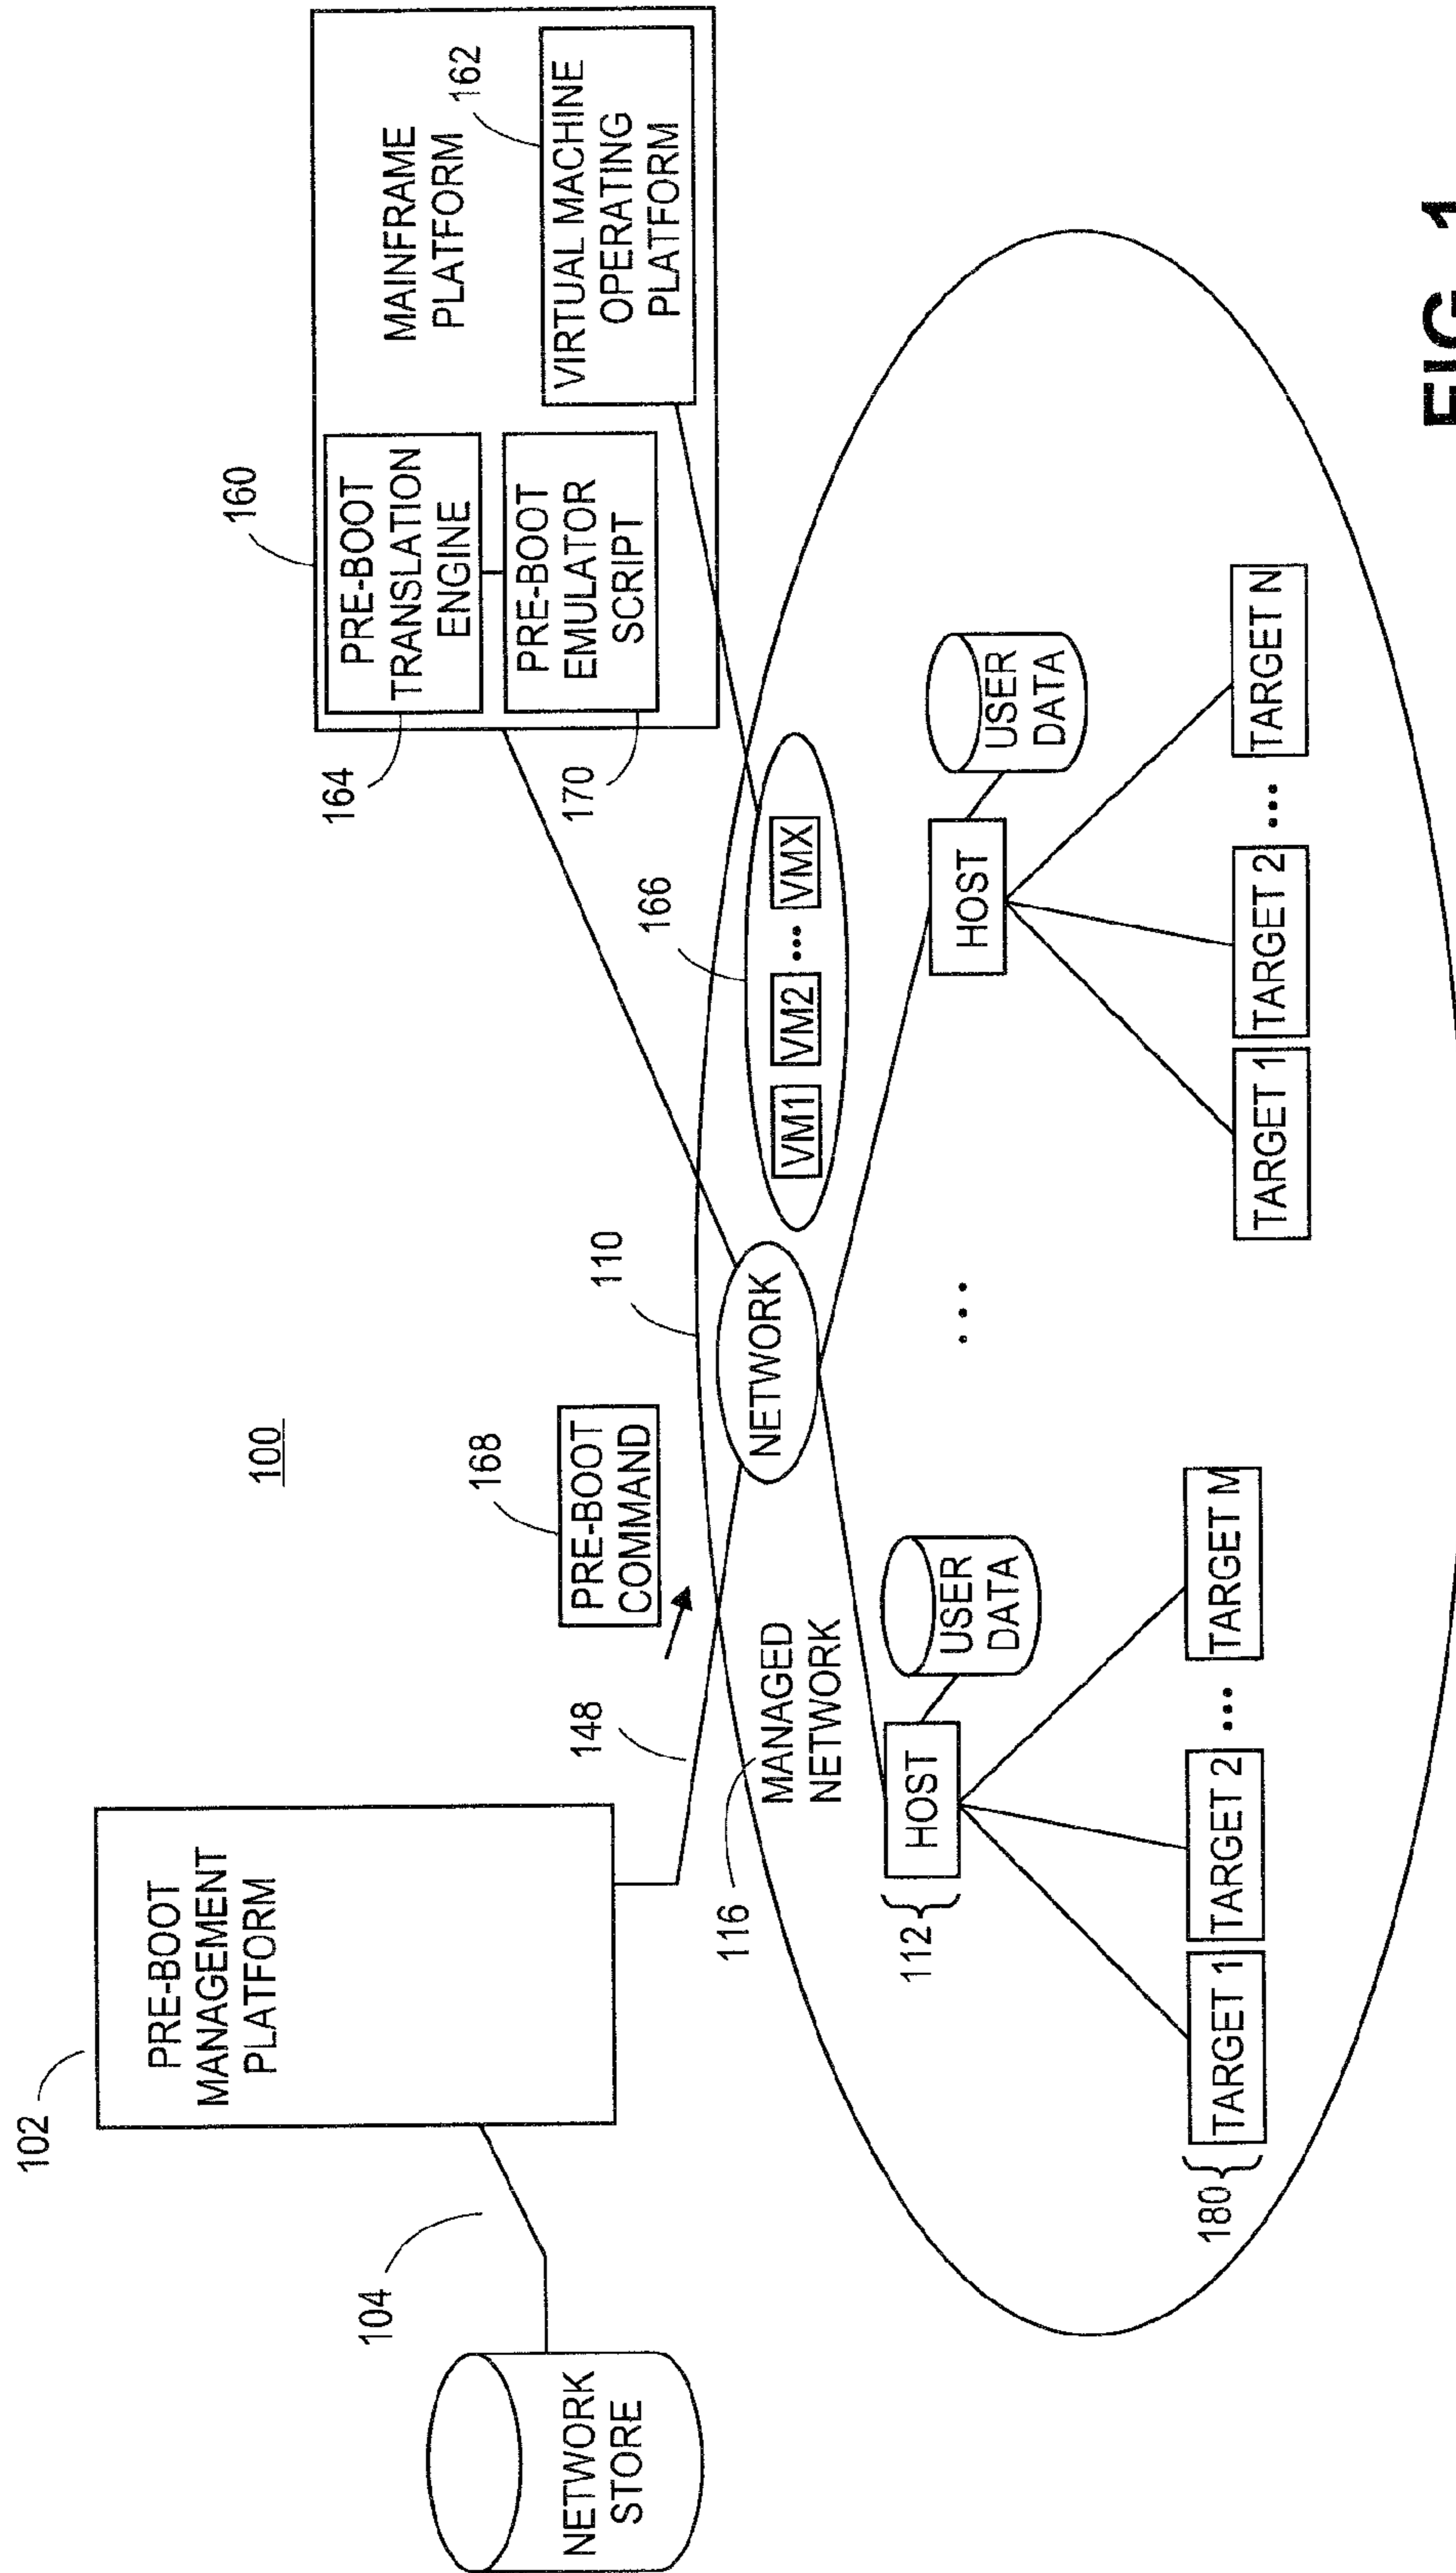 100
102
PRE-BOOT
MANAGEMENT
PLATFORM
104
NETWORK
STORE
148
168
PRE-BOOT
COMMAND
110
NETWORK
116
MANAGED
NETWORK
160
MAINFRAME
PLATFORM
164
PRE-BOOT
TRANSLATION
ENGINE
170
PRE-BOOT
EMULATOR
SCRIPT
162
VIRTUAL MACHINE
OPERATING
PLATFORM
166
VM1 VM2 ... VMX
112
HOST
USER
DATA
180
TARGET 1 TARGET 2 ... TARGET M
...
HOST
USER
DATA
TARGET 1 TARGET 2 ... TARGET N